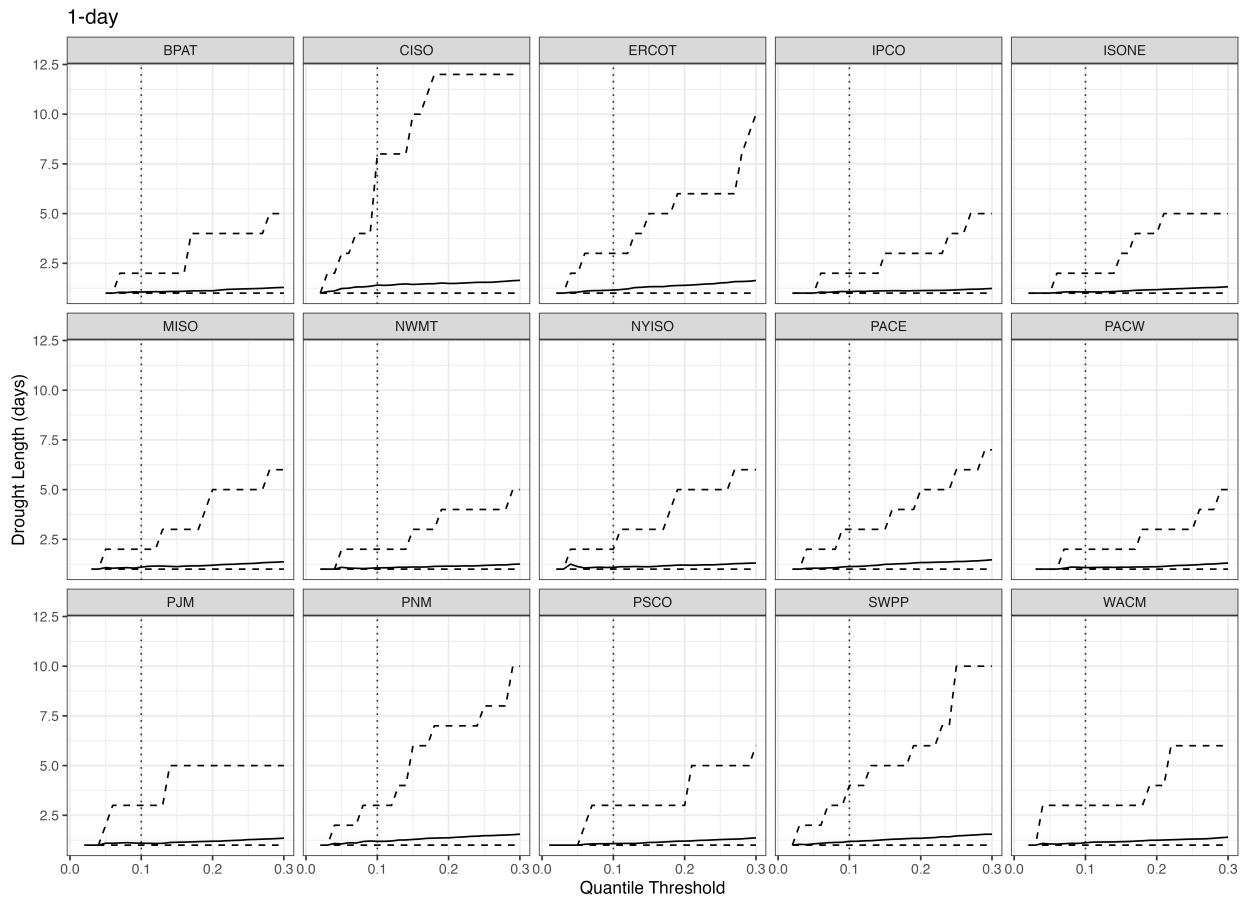 1-day
BPAT CISO ERCOT IPCO ISONE
12.5
10.0
7.5
5.0
2.5
MISO NWMT NYISO PACE PACW
12.5
10.0
7.5
5.0
2.5
Drought Length (days)
PJM PNM PSCO SWPP WACM
12.5
10.0
7.5
5.0
2.5
0.0 0.1 0.2 0.3 0.0 0.1 0.2 0.3 0.0 0.1 0.2 0.3 0.0 0.1 0.2 0.3 0.0 0.1 0.2 0.3
Quantile Threshold